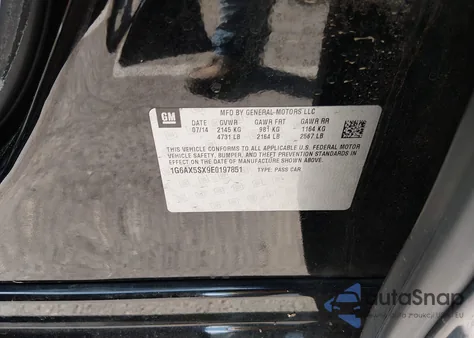 GM
MFD BY GENERAL-MOTORS LLC
DATE GVWR GAWR FRT GAWR RR
07/14 2145 KG 981 KG 1164 KG
4731 LB 2164 LB 2567 LB
THIS VEHICLE CONFORMS TO ALL APPLICABLE U.S. FEDERAL MOTOR
VEHICLE SAFETY, BUMPER, AND THEFT PREVENTION STANDARDS IN
EFFECT ON THE DATE OF MANUFACTURE SHOWN ABOVE.
1G6AX5SX9E0197851 TYPE: PASS CAR
AutoSnap